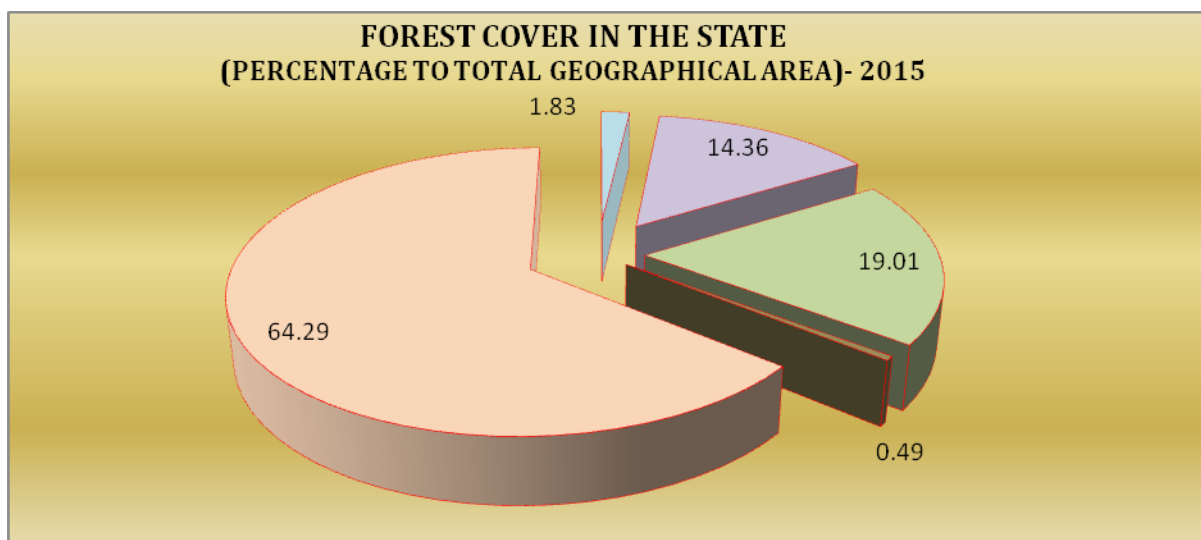 FOREST COVER IN THE STATE
(PERCENTAGE TO TOTAL GEOGRAPHICAL AREA)- 2015
1.83
14.36
19.01
64.29
0.49